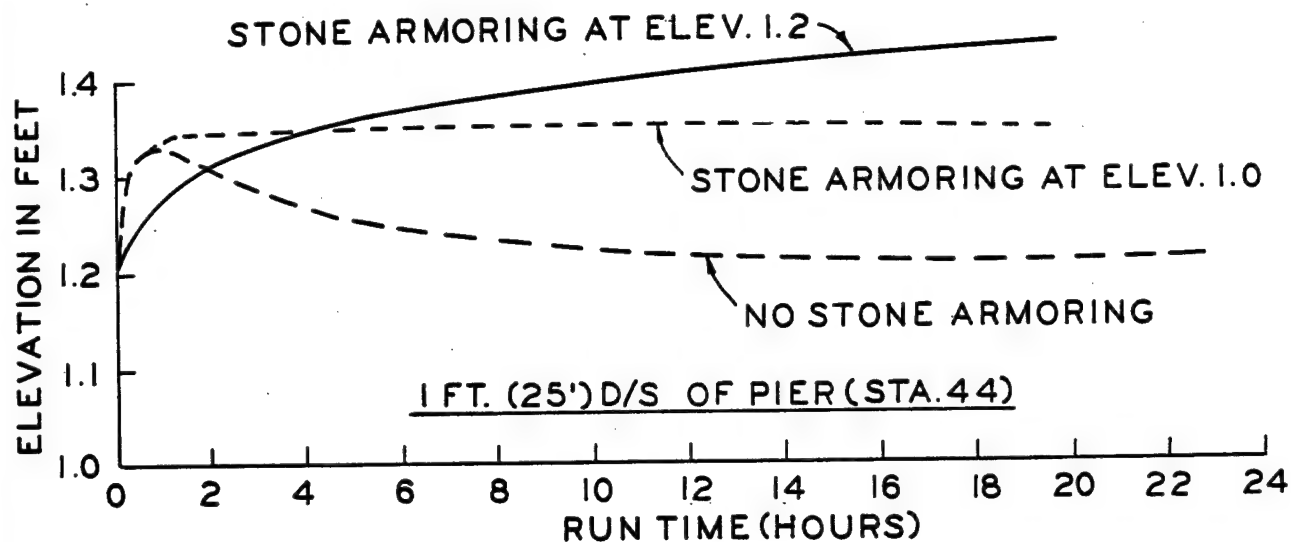 STONE ARMORING AT ELEV. 1.2
ELEVATION IN FEET
1.4
1.3
1.2
1.1
1.0
STONE ARMORING AT ELEV. 1.0
NO STONE ARMORING
1 FT. (25') D/S OF PIER (STA. 44)
0 2 4 6 8 10 12 14 16 18 20 22 24
RUN TIME (HOURS)